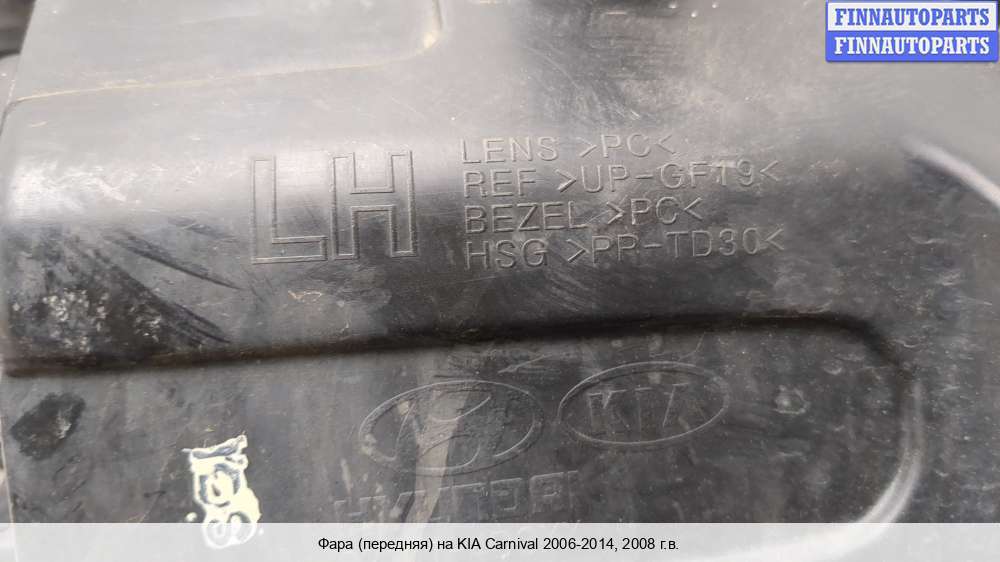 FINNAUTOPARTS
FINNAUTOPARTS
LH
LENS >PC<
REF >UP-GF19<
BEZEL >PC<
HSG >PP-TD30<
KIA
HYUNDAI
Фара (передняя) на KIA Carnival 2006-2014, 2008 г.в.